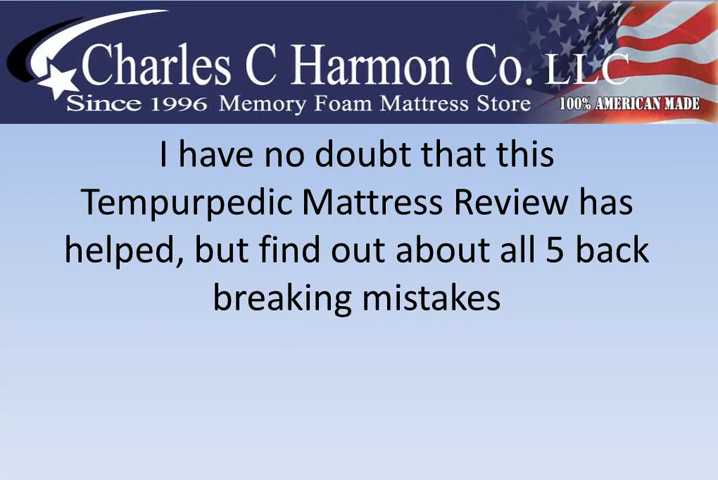 Charles C Harmon Co. LLC
Since 1996 Memory Foam Mattress Store
100% AMERICAN MADE
I have no doubt that this
Tempurpedic Mattress Review has
helped, but find out about all 5 back
breaking mistakes